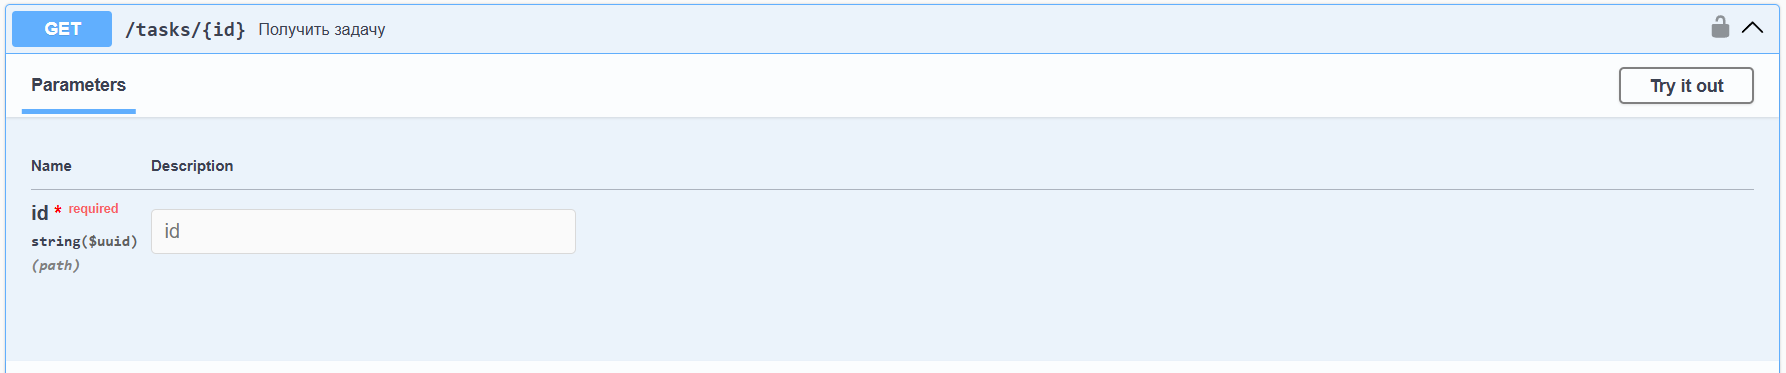 GET /tasks/{id} Получить задачу
Parameters
Try it out
Name Description
id * required
string($uuid)
(path)
id